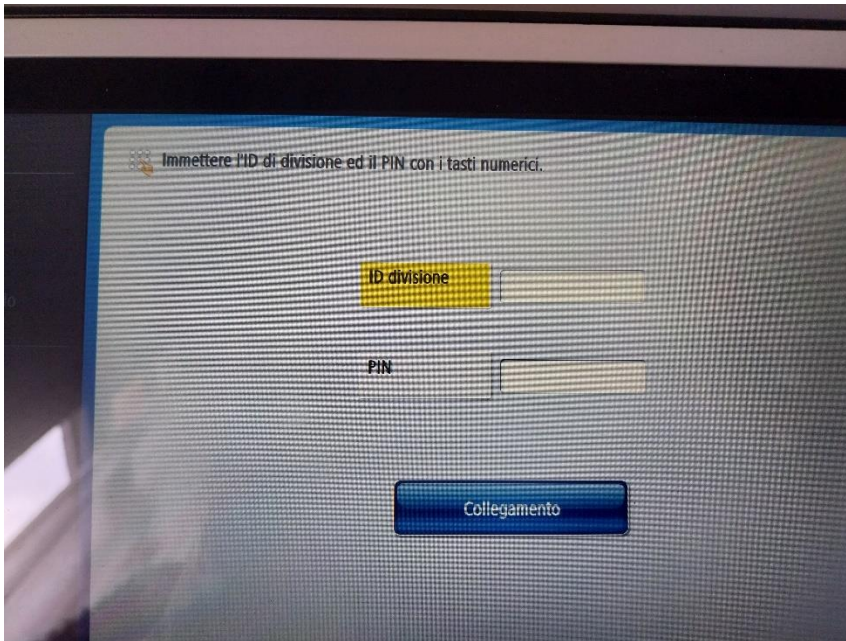 Immettere l'ID di divisione ed il PIN con i tasti numerici.
ID divisione
PIN
Collegamento